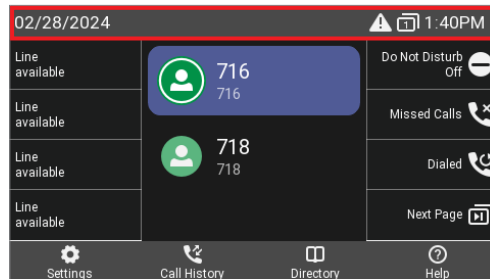 02/28/2024
1
1:40PM
Line
available
Line
available
Line
available
Line
available
716
716
718
718
Do Not Disturb
Off
Missed Calls
Dialed
Next Page
Settings
Call History
Directory
Help